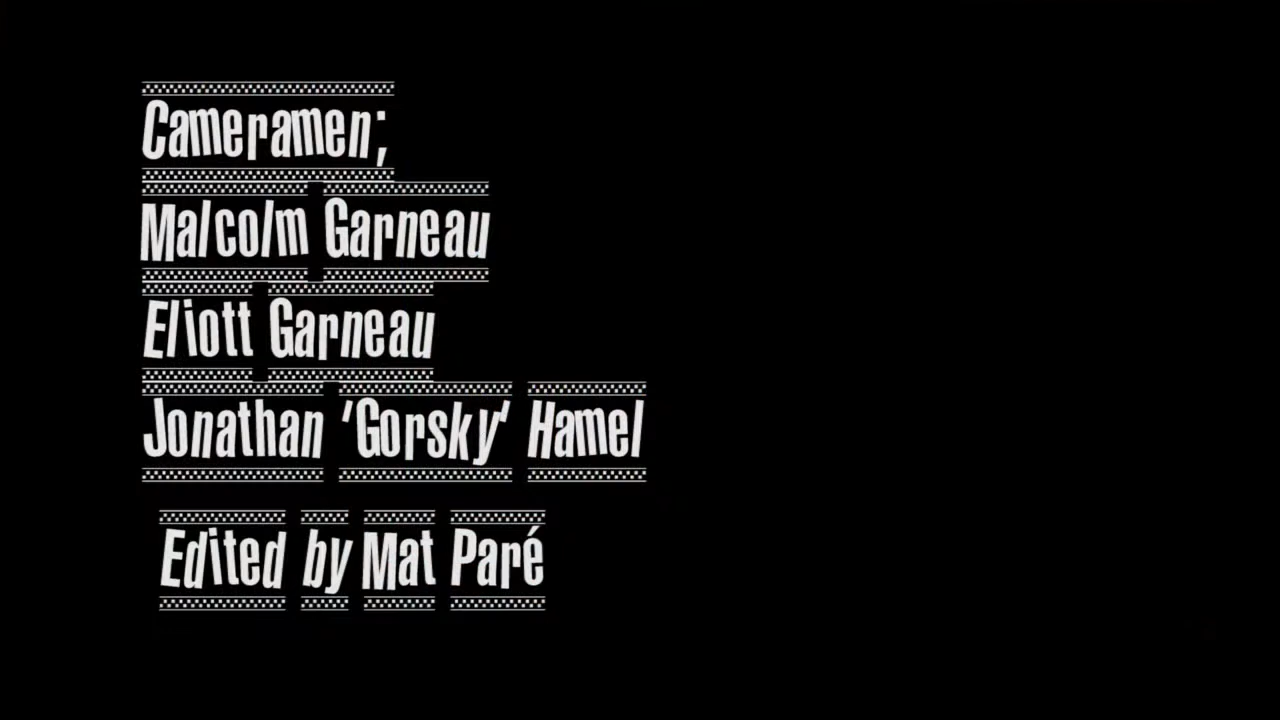 Cameramen;
Malcolm Garneau
Eliott Garneau
Jonathan 'Gorsky' Hamel
Edited by Mat Paré